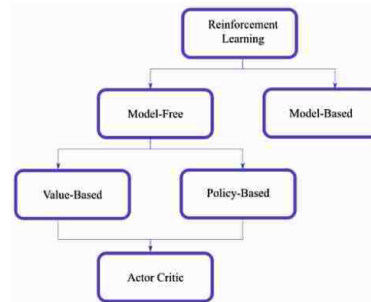 Reinforcement
Learning
Model-Free
Model-Based
Value-Based
Policy-Based
Actor Critic